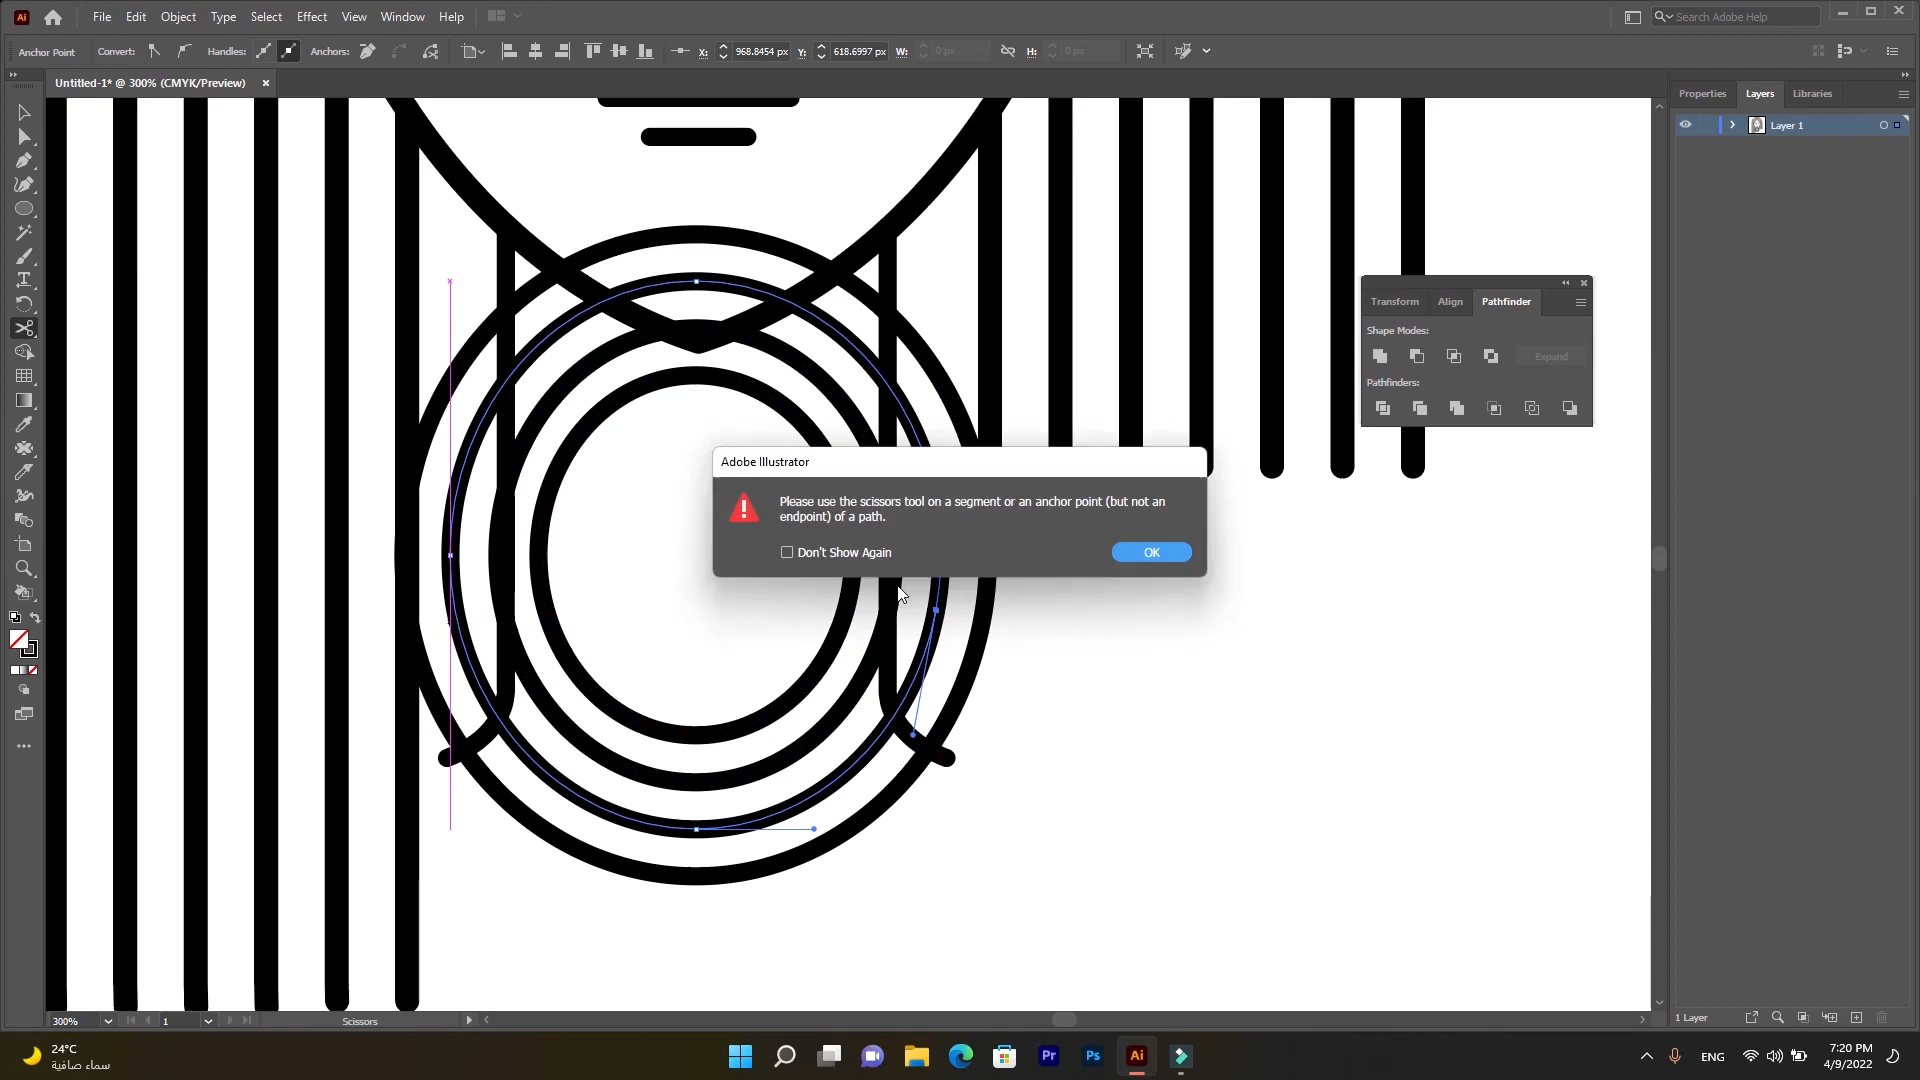 Ai
File Edit Object Type Select Effect View Window Help
Search Adobe Help
Anchor Point Convert: Handles: Anchors: X: 968.8454 px Y: 618.6997 px W: 0 px H: 0 px
Untitled-1* @ 300% (CMYK/Preview)
Properties Layers Libraries
Layer 1
Transform Align Pathfinder
Shape Modes:
Expand
Pathfinders:
Adobe Illustrator
Please use the scissors tool on a segment or an anchor point (but not an
endpoint) of a path.
Don't Show Again
OK
300% 1 Scissors
1 Layer
24°C
سماء صافية
Pr Ps Ai
ENG
7:20 PM
4/9/2022